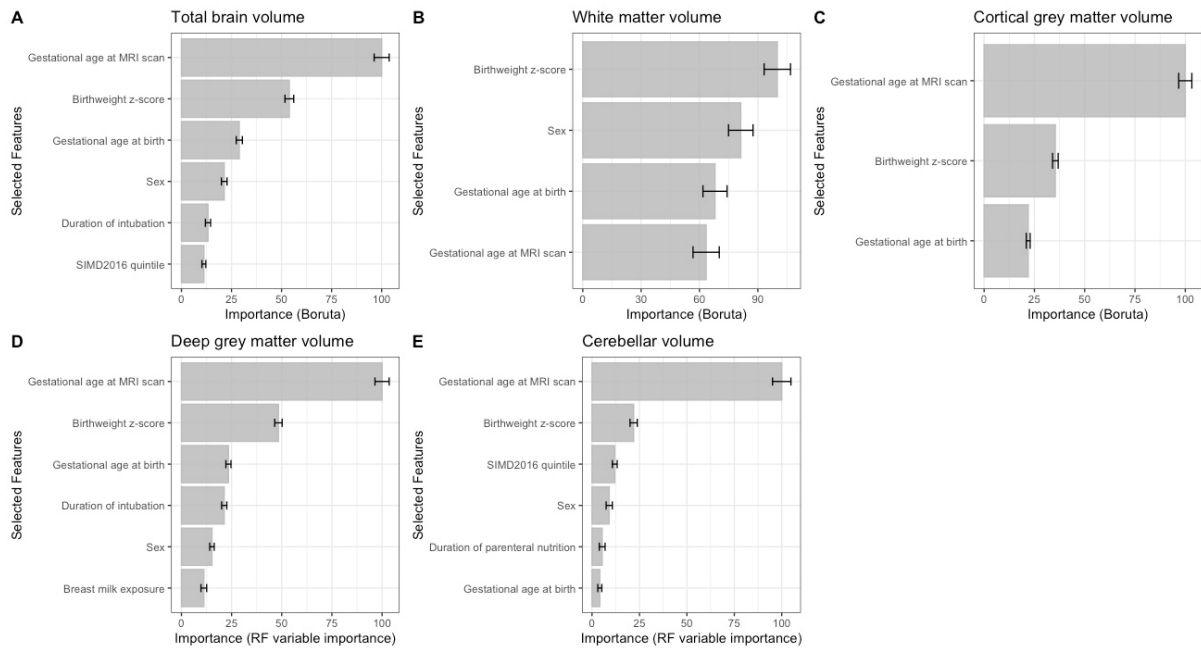 A
Total brain volume
Selected Features
Gestational age at MRI scan
Birthweight z-score
Gestational age at birth
Sex
Duration of intubation
SIMD2016 quintile
0 25 50 75 100
Importance (Boruta)
B
White matter volume
Selected Features
Birthweight z-score
Sex
Gestational age at birth
Gestational age at MRI scan
0 30 60 90
Importance (Boruta)
C
Cortical grey matter volume
Selected Features
Gestational age at MRI scan
Birthweight z-score
Gestational age at birth
0 25 50 75 100
Importance (Boruta)
D
Deep grey matter volume
Selected Features
Gestational age at MRI scan
Birthweight z-score
Gestational age at birth
Duration of intubation
Sex
Breast milk exposure
0 25 50 75 100
Importance (RF variable importance)
E
Cerebellar volume
Selected Features
Gestational age at MRI scan
Birthweight z-score
SIMD2016 quintile
Sex
Duration of parenteral nutrition
Gestational age at birth
0 25 50 75 100
Importance (RF variable importance)